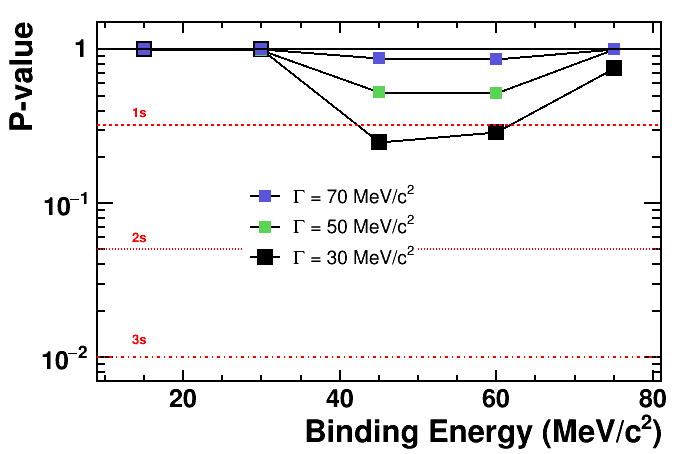 P-value
1
10⁻¹
10⁻²
1s
2s
3s
Γ = 70 MeV/c²
Γ = 50 MeV/c²
Γ = 30 MeV/c²
20 40 60 80
Binding Energy (MeV/c²)